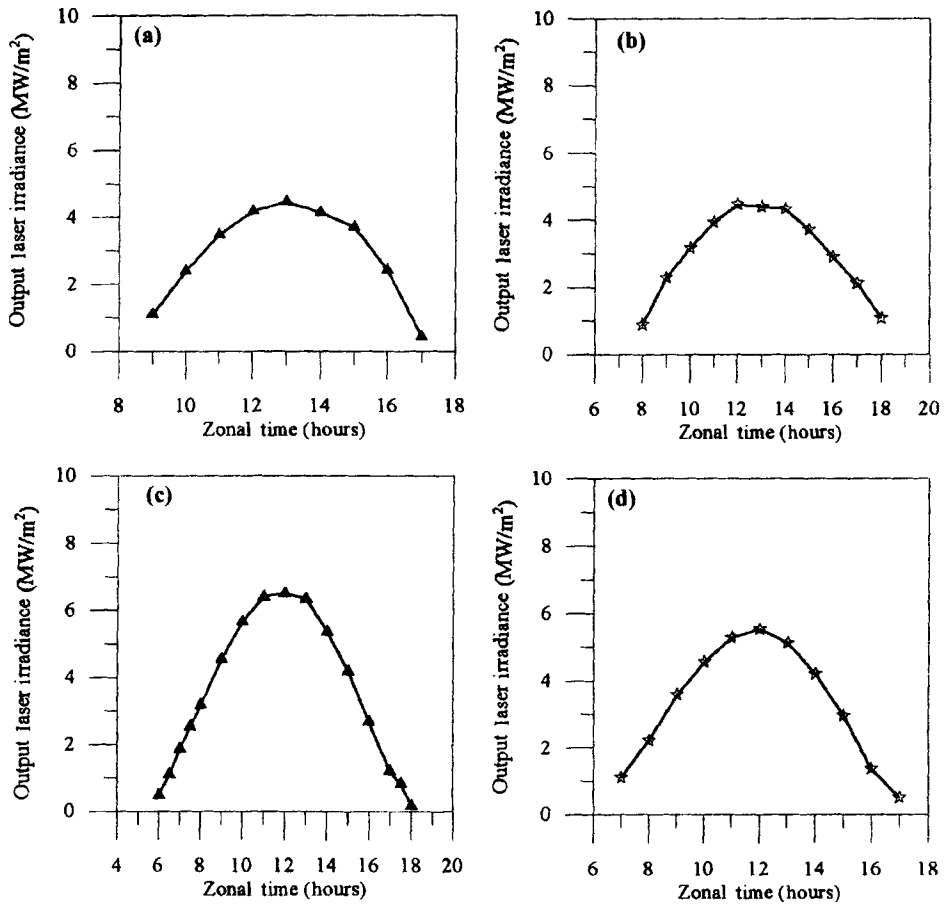 (a)
Output laser irradiance (MW/m²)
10
8
6
4
2
0
8 10 12 14 16 18
Zonal time (hours)
(b)
Output laser irradiance (MW/m²)
10
8
6
4
2
0
6 8 10 12 14 16 18 20
Zonal time (hours)
(c)
Output laser irradiance (MW/m²)
10
8
6
4
2
0
4 6 8 10 12 14 16 18 20
Zonal time (hours)
(d)
Output laser irradiance (MW/m²)
10
8
6
4
2
0
6 8 10 12 14 16 18
Zonal time (hours)